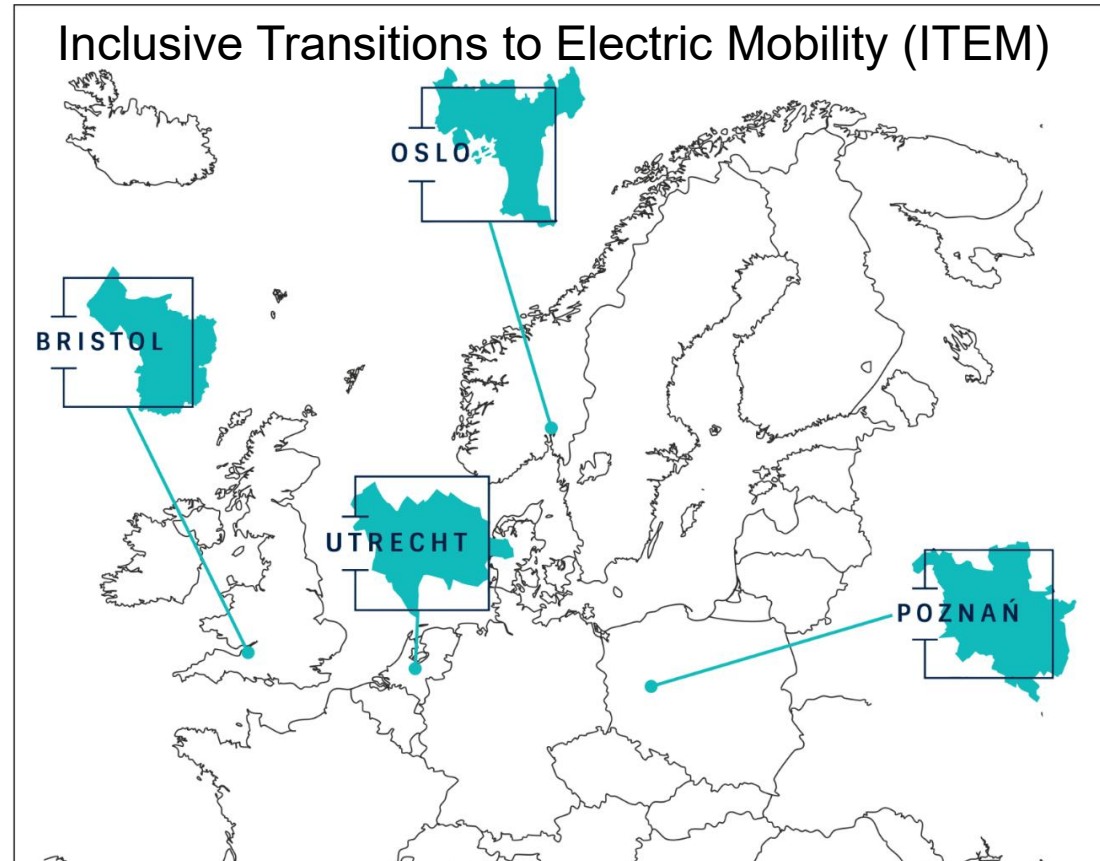 Inclusive Transitions to Electric Mobility (ITEM)
OSLO
BRISTOL
UTRECHT
POZNAŃ